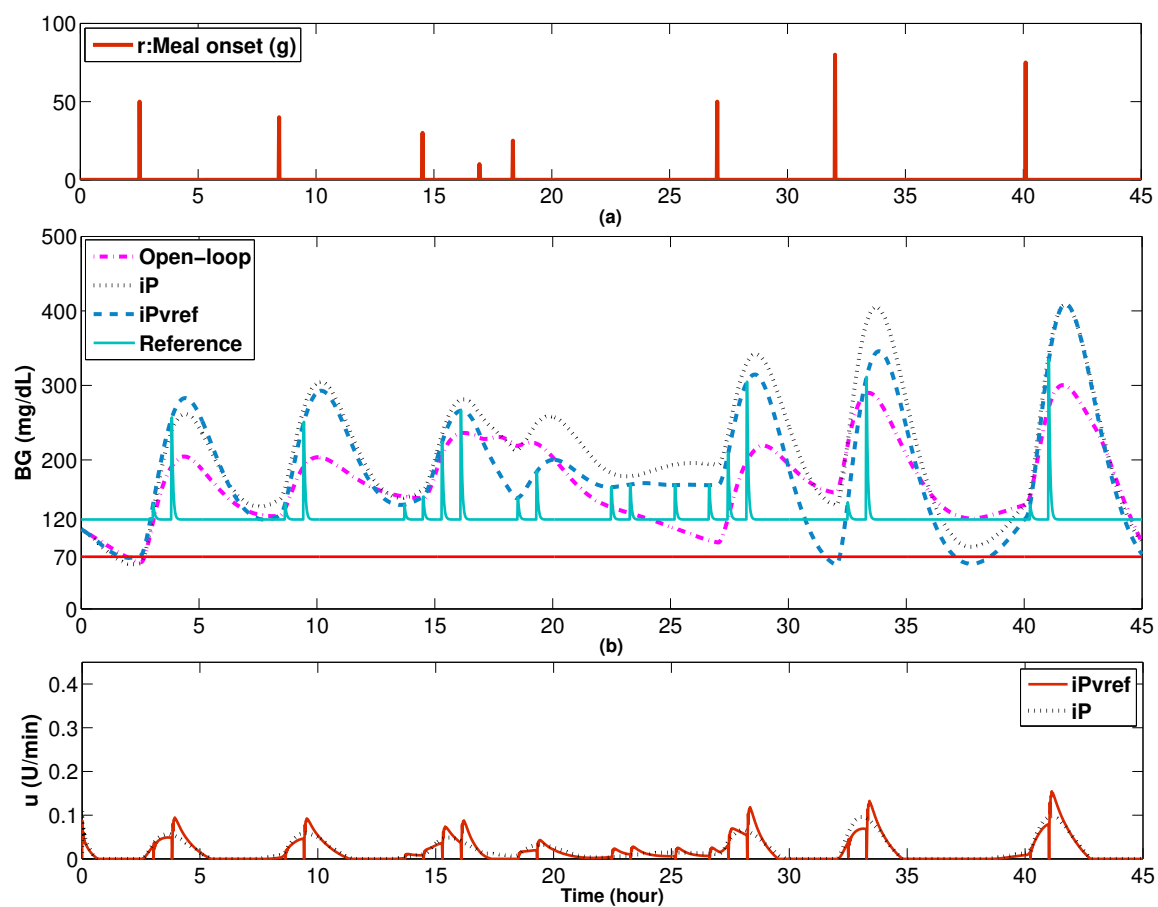 100
50
0
r:Meal onset (g)
0 5 10 15 20 25 30 35 40 45
(a)
500
400
300
200
120
70
0
BG (mg/dL)
Open-loop
iP
iPvref
Reference
0 5 10 15 20 25 30 35 40 45
(b)
0.4
0.3
0.2
0.1
0
u (U/min)
iPvref
iP
0 5 10 15 20 25 30 35 40 45
Time (hour)